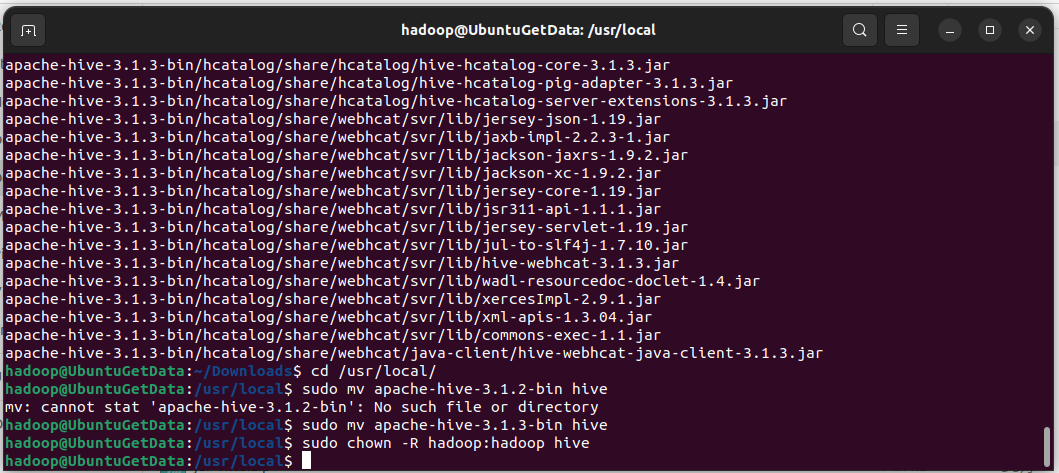 hadoop@UbuntuGetData: /usr/local
apache-hive-3.1.3-bin/hcatalog/share/hcatalog/hive-hcatalog-core-3.1.3.jar
apache-hive-3.1.3-bin/hcatalog/share/hcatalog/hive-hcatalog-pig-adapter-3.1.3.jar
apache-hive-3.1.3-bin/hcatalog/share/hcatalog/hive-hcatalog-server-extensions-3.1.3.jar
apache-hive-3.1.3-bin/hcatalog/share/webhcat/svr/lib/jersey-json-1.19.jar
apache-hive-3.1.3-bin/hcatalog/share/webhcat/svr/lib/jaxb-impl-2.2.3-1.jar
apache-hive-3.1.3-bin/hcatalog/share/webhcat/svr/lib/jackson-jaxrs-1.9.2.jar
apache-hive-3.1.3-bin/hcatalog/share/webhcat/svr/lib/jackson-xc-1.9.2.jar
apache-hive-3.1.3-bin/hcatalog/share/webhcat/svr/lib/jersey-core-1.19.jar
apache-hive-3.1.3-bin/hcatalog/share/webhcat/svr/lib/jsr311-api-1.1.1.jar
apache-hive-3.1.3-bin/hcatalog/share/webhcat/svr/lib/jersey-servlet-1.19.jar
apache-hive-3.1.3-bin/hcatalog/share/webhcat/svr/lib/jul-to-slf4j-1.7.10.jar
apache-hive-3.1.3-bin/hcatalog/share/webhcat/svr/lib/hive-webhcat-3.1.3.jar
apache-hive-3.1.3-bin/hcatalog/share/webhcat/svr/lib/wadl-resourcedoc-doclet-1.4.jar
apache-hive-3.1.3-bin/hcatalog/share/webhcat/svr/lib/xercesImpl-2.9.1.jar
apache-hive-3.1.3-bin/hcatalog/share/webhcat/svr/lib/xml-apis-1.3.04.jar
apache-hive-3.1.3-bin/hcatalog/share/webhcat/svr/lib/commons-exec-1.1.jar
apache-hive-3.1.3-bin/hcatalog/share/webhcat/java-client/hive-webhcat-java-client-3.1.3.jar
hadoop@UbuntuGetData:~/Downloads$ cd /usr/local/
hadoop@UbuntuGetData:/usr/local$ sudo mv apache-hive-3.1.2-bin hive
mv: cannot stat 'apache-hive-3.1.2-bin': No such file or directory
hadoop@UbuntuGetData:/usr/local$ sudo mv apache-hive-3.1.3-bin hive
hadoop@UbuntuGetData:/usr/local$ sudo chown -R hadoop:hadoop hive
hadoop@UbuntuGetData:/usr/local$